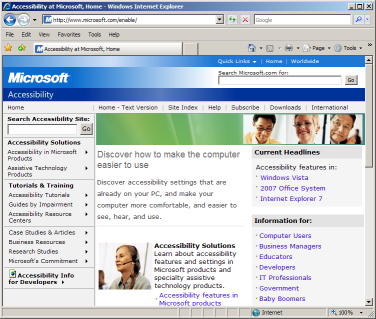 Accessibility at Microsoft, Home - Windows Internet Explorer
http://www.microsoft.com/enable/
Google
File Edit View Favorites Tools Help
Accessibility at Microsoft, Home
Page Tools
Quick Links Home | Worldwide
Microsoft
Search Microsoft.com for:
Go
Accessibility
Home | Home - Text Version | Site Index | Help | Subscribe | Downloads | International
Search Accessibility Site:
Go
Accessibility Solutions
Accessibility in Microsoft
Products
Assistive Technology
Products
Tutorials & Training
Accessibility Tutorials
Guides by Impairment
Accessibility Resource
Centers
Case Studies & Articles
Business Resources
Research Studies
Microsoft's Commitment
Accessibility Info
for Developers
Discover how to make the computer
easier to use
Discover accessibility settings that are
already on your PC, and make your
computer more comfortable, and easier to
see, hear, and use.
Accessibility Solutions
Learn about accessibility
features and settings in
Microsoft products and
specialty assistive
technology products.
Accessibility features in
Microsoft products
Current Headlines
Accessibility features in:
Windows Vista
2007 Office System
Internet Explorer 7
Information for:
Computer Users
Business Managers
Educators
Developers
IT Professionals
Government
Baby Boomers
Internet
100%